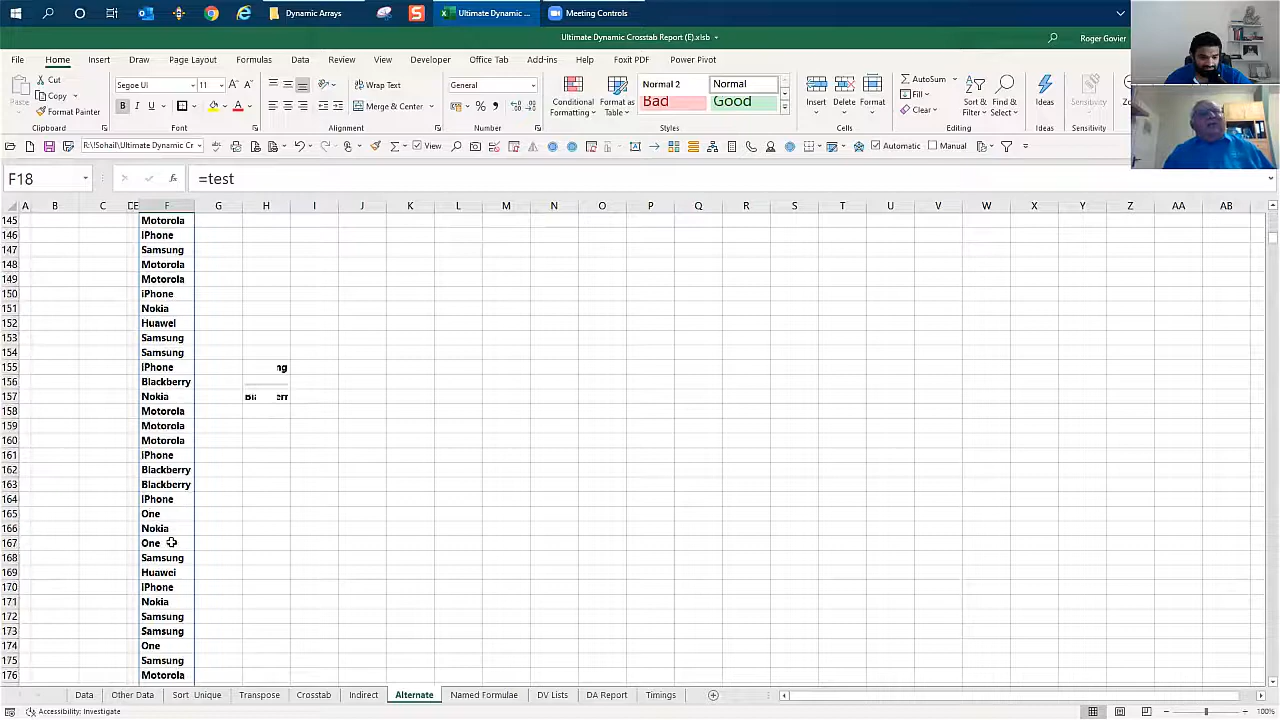 Dynamic Arrays
Ultimate Dynamic ...
Meeting Controls
Ultimate Dynamic Crosstab Report (E).xlsb
Roger Govier
File Home Insert Draw Page Layout Formulas Data Review View Developer Office Tab Add-ins Help Foxit PDF Power Pivot
Paste
Cut
Copy
Format Painter
Clipboard
Segoe UI 11
B I U
Font
Wrap Text
Merge & Center
Alignment
General
Number
Conditional Formatting
Format as Table
Normal 2 Normal
Bad Good
Styles
Insert Delete Format
Cells
AutoSum
Fill
Clear
Sort & Filter
Find & Select
Editing
Ideas
Ideas
Sensitivity
Sensitivity
R:\Sohail\Ultimate Dynamic Cr
View
Automatic Manual
F18 fx =test
A B C F G H I J K L M N O P Q R S T U V W X Y Z AA AB
145 Motorola
146 iPhone
147 Samsung
148 Motorola
149 Motorola
150 iPhone
151 Nokia
152 Huawei
153 Samsung
154 Samsung
155 iPhone ng
156 Blackberry
157 Nokia
158 Motorola
159 Motorola
160 Motorola
161 iPhone
162 Blackberry
163 Blackberry
164 iPhone
165 One
166 Nokia
167 One
168 Samsung
169 Huawei
170 iPhone
171 Nokia
172 Samsung
173 Samsung
174 One
175 Samsung
176 Motorola
Data Other Data Sort Unique Transpose Crosstab Indirect Alternate Named Formulae DV Lists DA Report Timings
Accessibility: Investigate
100%